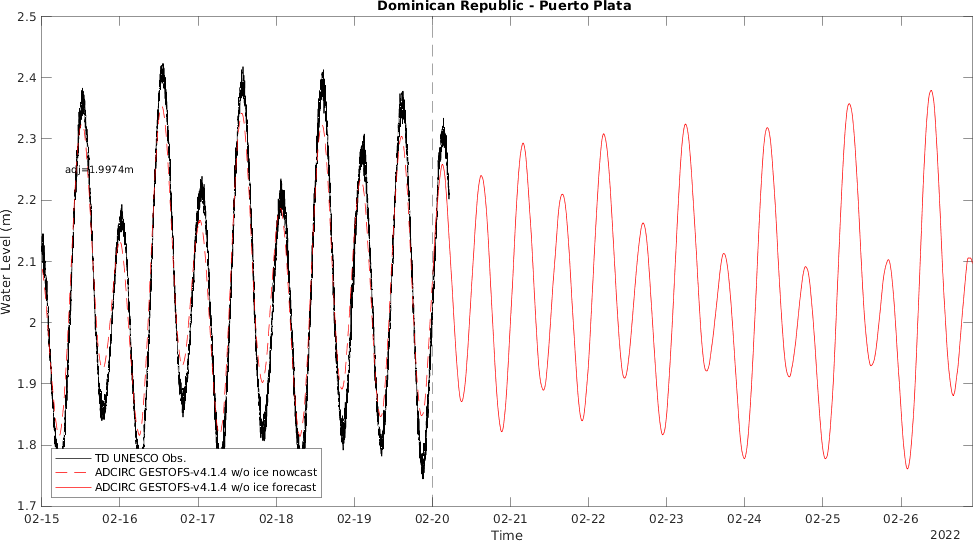 Dominican Republic - Puerto Plata
2.5
2.4
2.3
2.2
2.1
2
1.9
1.8
1.7
Water Level (m)
adj=1.9974m
TD UNESCO Obs.
ADCIRC GESTOFS-v4.1.4 w/o ice nowcast
ADCIRC GESTOFS-v4.1.4 w/o ice forecast
02-15 02-16 02-17 02-18 02-19 02-20 02-21 02-22 02-23 02-24 02-25 02-26
Time
2022